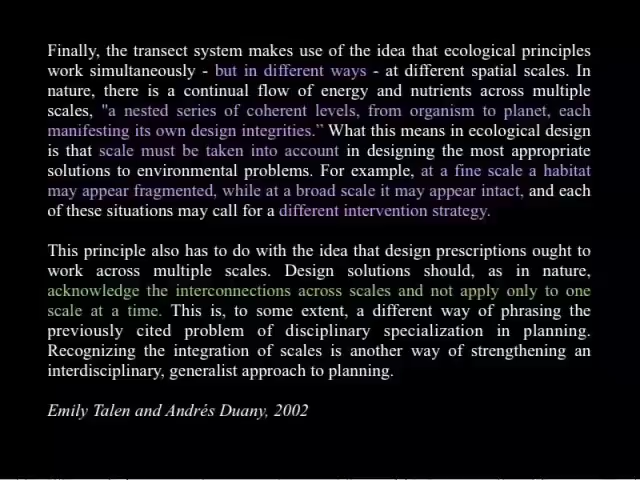 Finally, the transect system makes use of the idea that ecological principles
work simultaneously - but in different ways - at different spatial scales. In
nature, there is a continual flow of energy and nutrients across multiple
scales, "a nested series of coherent levels, from organism to planet, each
manifesting its own design integrities.” What this means in ecological design
is that scale must be taken into account in designing the most appropriate
solutions to environmental problems. For example, at a fine scale a habitat
may appear fragmented, while at a broad scale it may appear intact, and each
of these situations may call for a different intervention strategy.
This principle also has to do with the idea that design prescriptions ought to
work across multiple scales. Design solutions should, as in nature,
acknowledge the interconnections across scales and not apply only to one
scale at a time. This is, to some extent, a different way of phrasing the
previously cited problem of disciplinary specialization in planning.
Recognizing the integration of scales is another way of strengthening an
interdisciplinary, generalist approach to planning.
Emily Talen and Andrés Duany, 2002